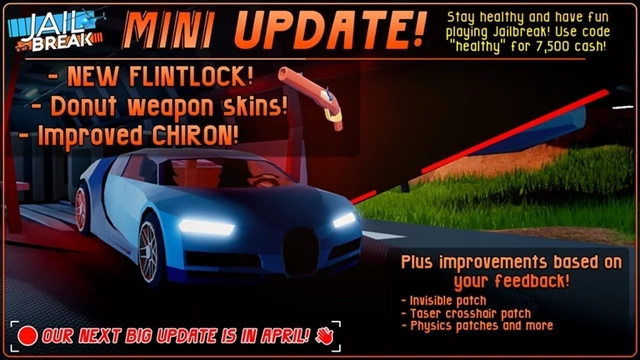 JAIL
BREAK
MINI UPDATE!
Stay healthy and have fun
playing Jailbreak! Use code
"healthy" for 7,500 cash!
- NEW FLINTLOCK!
- Donut weapon skins!
- Improved CHIRON!
Plus improvements based on
your feedback!
- Invisible patch
- Taser crosshair patch
- Physics patches and more
OUR NEXT BIG UPDATE IS IN APRIL!